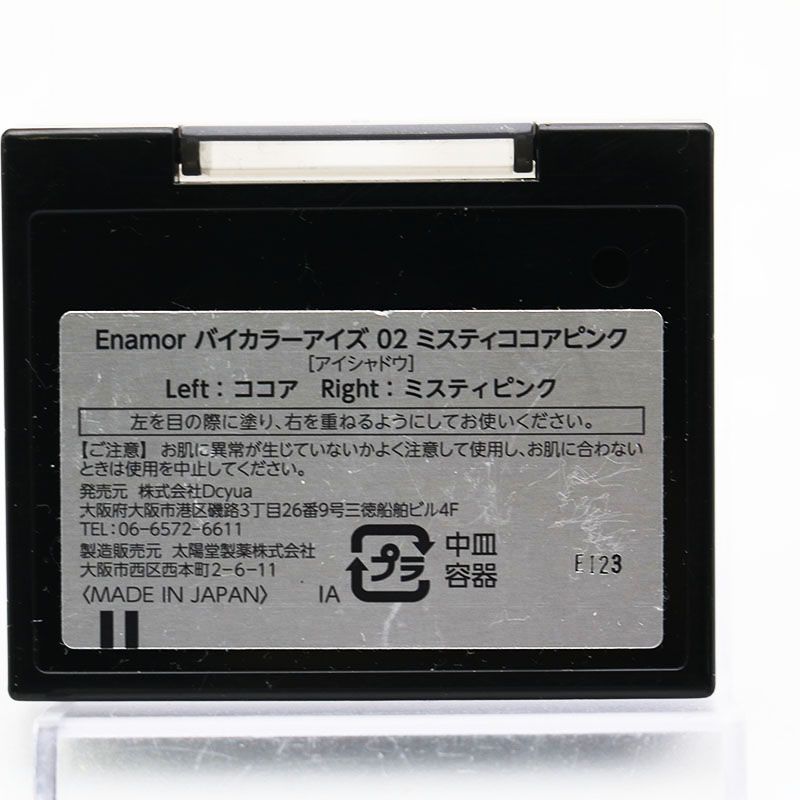 Enamor バイカラーアイズ 02 ミスティココアピンク
[アイシャドウ]
Left：ココア　Right：ミスティピンク
左を目の際に塗り、右を重ねるようにしてお使いください。
【ご注意】お肌に異常が生じていないかよく注意して使用し、お肌に合わない
ときは使用を中止してください。
発売元 株式会社Dcyua
大阪府大阪市港区磯路3丁目26番9号三徳船舶ビル4F
TEL：06-6572-6611
製造販売元 太陽堂製薬株式会社
大阪市西区西本町2-6-11
〈MADE IN JAPAN〉 IA
プラ
中皿
容器
E123